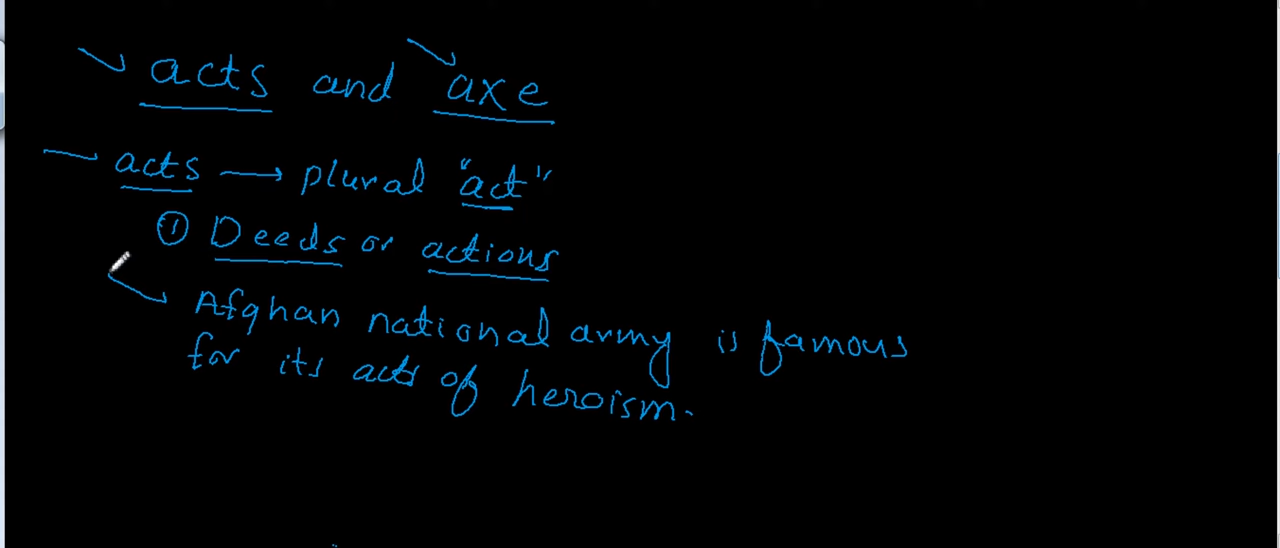 acts and axe
acts → plural "act"
① Deeds or actions
Afghan national army is famous
for its acts of heroism.